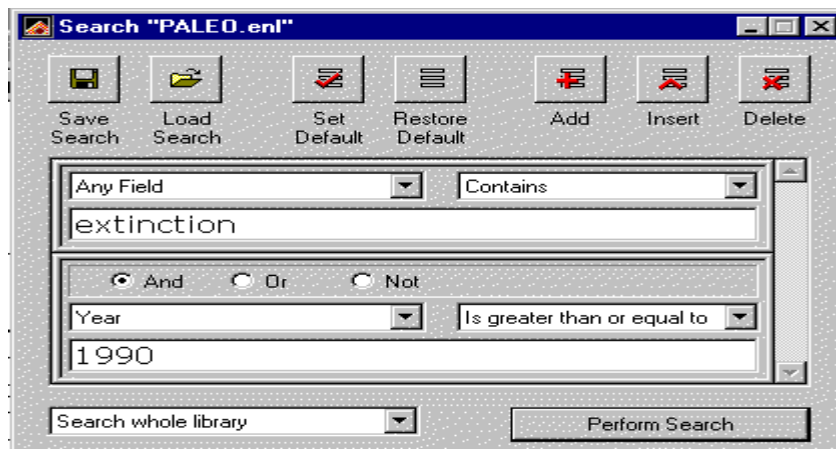 Search "PALEO.enl"
Save Search
Load Search
Set Default
Restore Default
Add
Insert
Delete
Any Field
Contains
extinction
And Or Not
Year
Is greater than or equal to
1990
Search whole library
Perform Search